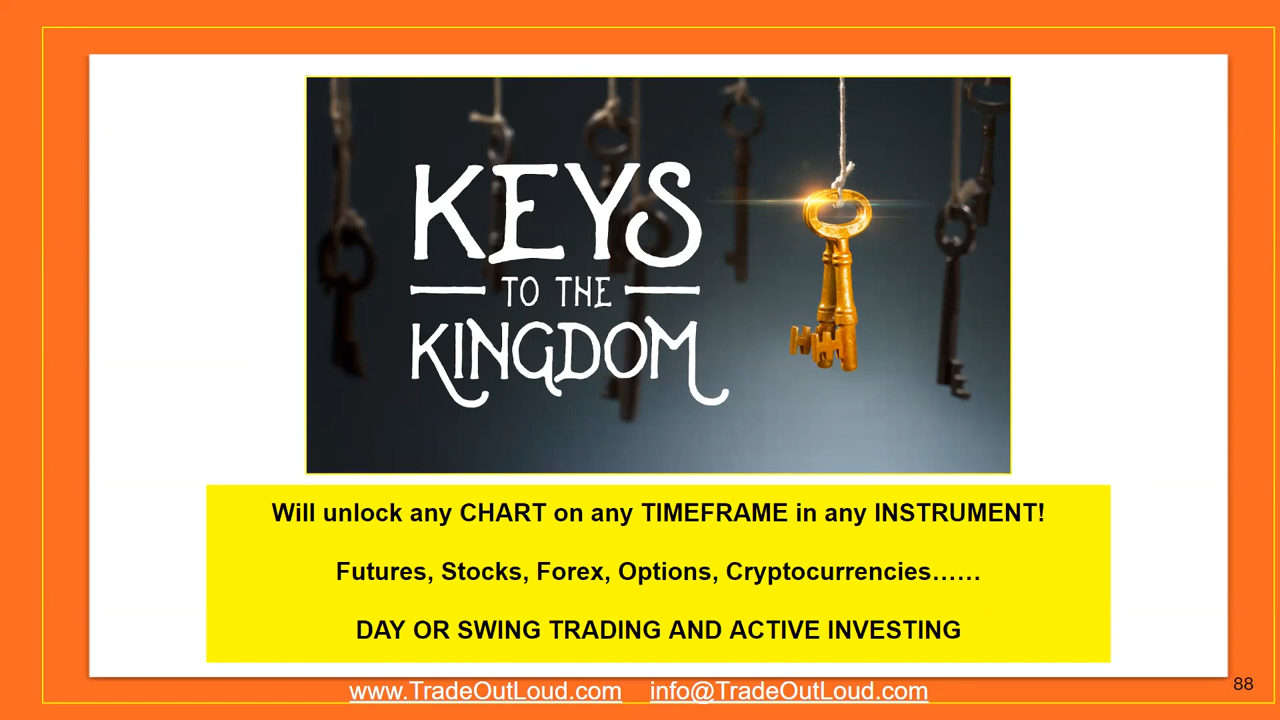 KEYS
TO THE
KINGDOM
Will unlock any CHART on any TIMEFRAME in any INSTRUMENT!
Futures, Stocks, Forex, Options, Cryptocurrencies……
DAY OR SWING TRADING AND ACTIVE INVESTING
www.TradeOutLoud.com info@TradeOutLoud.com
88